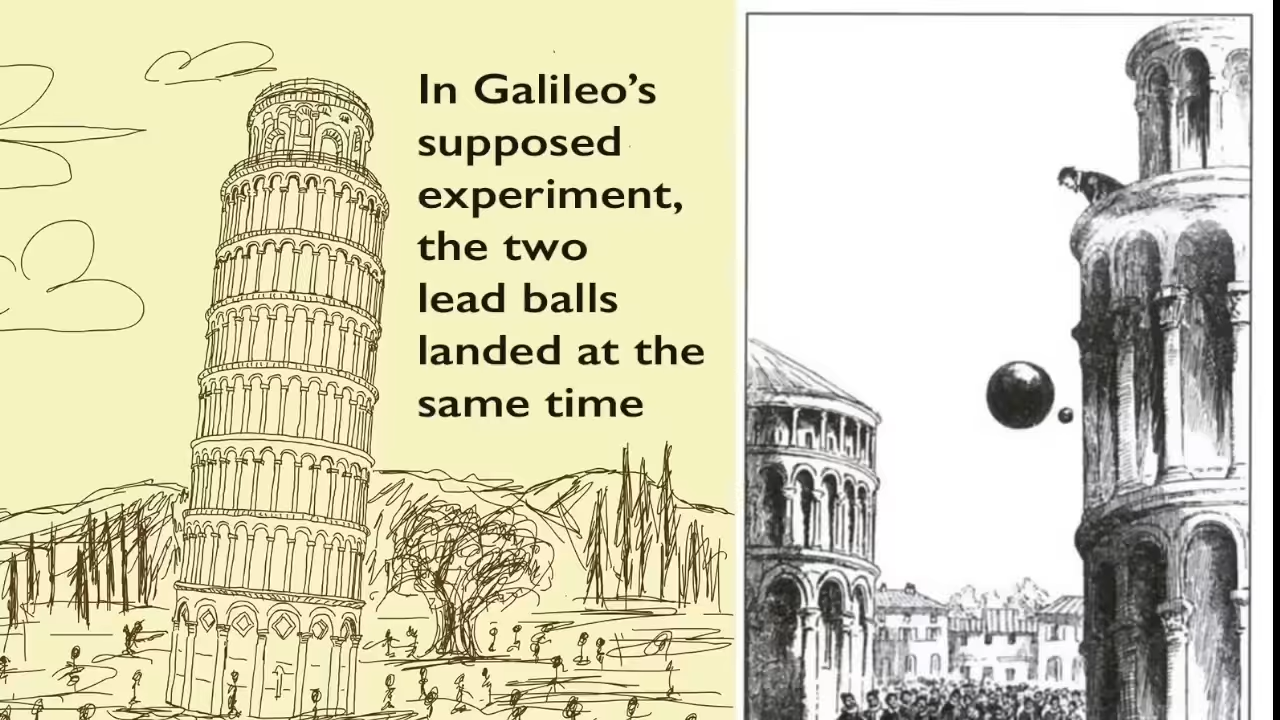 In Galileo’s
supposed
experiment,
the two
lead balls
landed at the
same time